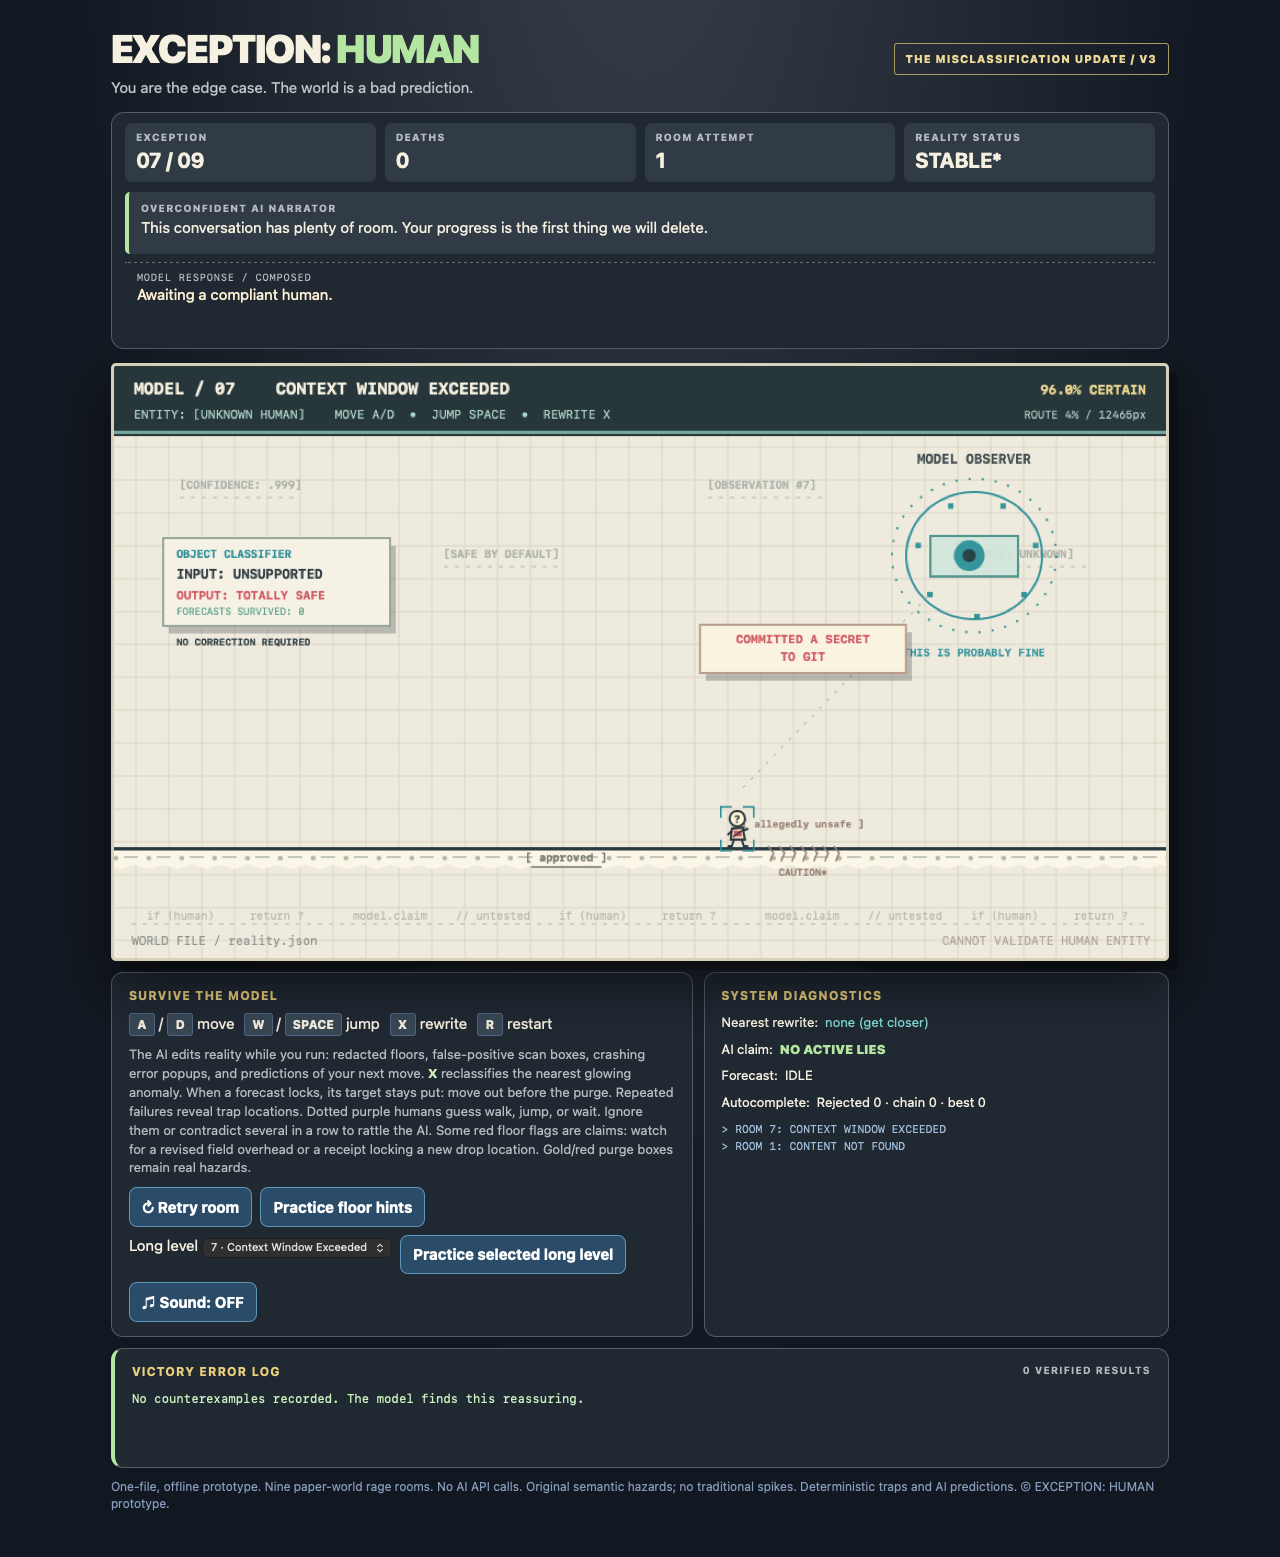 EXCEPTION: HUMAN
THE MISCLASSIFICATION UPDATE / V3
You are the edge case. The world is a bad prediction.
EXCEPTION
07 / 09
DEATHS
0
ROOM ATTEMPT
1
REALITY STATUS
STABLE*
OVERCONFIDENT AI NARRATOR
This conversation has plenty of room. Your progress is the first thing we will delete.
MODEL RESPONSE / COMPOSED
Awaiting a compliant human.
MODEL / 07 CONTEXT WINDOW EXCEEDED
96.0% CERTAIN
ENTITY: [UNKNOWN HUMAN] MOVE A/D • JUMP SPACE • REWRITE X
ROUTE 4% / 12465px
MODEL OBSERVER
[CONFIDENCE: .999]
[OBSERVATION #7]
OBJECT CLASSIFIER
INPUT: UNSUPPORTED
OUTPUT: TOTALLY SAFE
FORECASTS SURVIVED: 0
NO CORRECTION REQUIRED
[SAFE BY DEFAULT]
UNKNOWN]
COMMITTED A SECRET
TO GIT
HIS IS PROBABLY FINE
?
allegedly unsafe ]
[ approved ]
CAUTION*
if (human) return ? model.claim // untested if (human) return ? model.claim // untested if (human) return ?
WORLD FILE / reality.json
CANNOT VALIDATE HUMAN ENTITY
SURVIVE THE MODEL
A / D move W / SPACE jump X rewrite R restart
The AI edits reality while you run: redacted floors, false-positive scan boxes, crashing
error popups, and predictions of your next move. X reclassifies the nearest glowing
anomaly. When a forecast locks, its target stays put: move out before the purge. Repeated
failures reveal trap locations. Dotted purple humans guess walk, jump, or wait. Ignore
them or contradict several in a row to rattle the AI. Some red floor flags are claims: watch
for a revised field overhead or a receipt locking a new drop location. Gold/red purge boxes
remain real hazards.
↻ Retry room
Practice floor hints
Long level 7 · Context Window Exceeded
Practice selected long level
♫ Sound: OFF
SYSTEM DIAGNOSTICS
Nearest rewrite: none (get closer)
AI claim: NO ACTIVE LIES
Forecast: IDLE
Autocomplete: Rejected 0 · chain 0 · best 0
> ROOM 7: CONTEXT WINDOW EXCEEDED
> ROOM 1: CONTENT NOT FOUND
VICTORY ERROR LOG
0 VERIFIED RESULTS
No counterexamples recorded. The model finds this reassuring.
One-file, offline prototype. Nine paper-world rage rooms. No AI API calls. Original semantic hazards; no traditional spikes. Deterministic traps and AI predictions. © EXCEPTION: HUMAN
prototype.